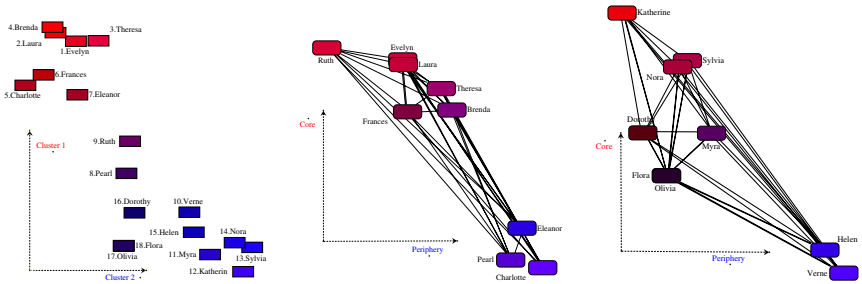 4.Brenda
3.Theresa
2.Laura
1.Evelyn
6.Frances
5.Charlotte
7.Eleanor
9.Ruth
Cluster 1
8.Pearl
16.Dorothy
10.Verne
15.Helen
14.Nora
18.Flora
17.Olivia
11.Myra
13.Sylvia
12.Katherin
Cluster 2
Evelyn
Ruth
Laura
Theresa
Brenda
Frances
Core
Eleanor
Periphery
Pearl
Charlotte
Katherine
Sylvia
Nora
Dorothy
Core
Myra
Flora
Olivia
Helen
Periphery
Verne